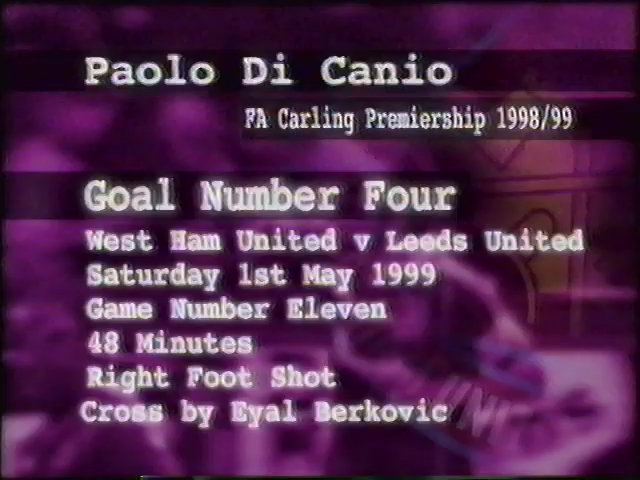 Paolo Di Canio
FA Carling Premiership 1998/99
Goal Number Four
West Ham United v Leeds United
Saturday 1st May 1999
Game Number Eleven
48 Minutes
Right Foot Shot
Cross by Eyal Berkovic